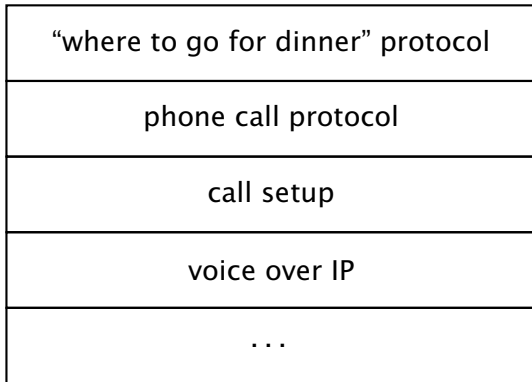 “where to go for dinner” protocol
phone call protocol
call setup
voice over IP
. . .